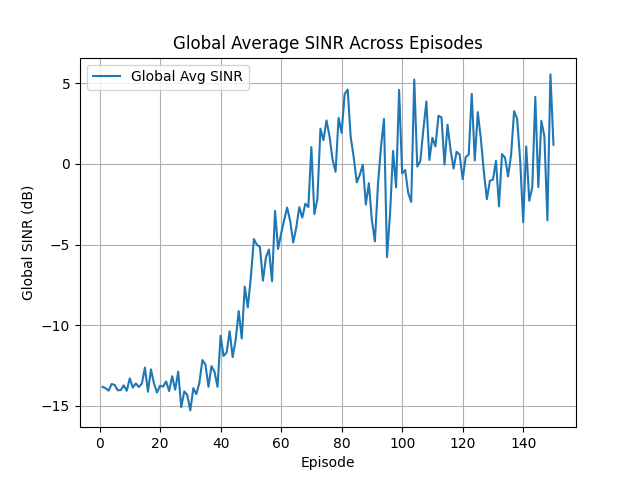 Global Average SINR Across Episodes
Global Avg SINR
Global SINR (dB)
5
0
−5
−10
−15
0 20 40 60 80 100 120 140
Episode